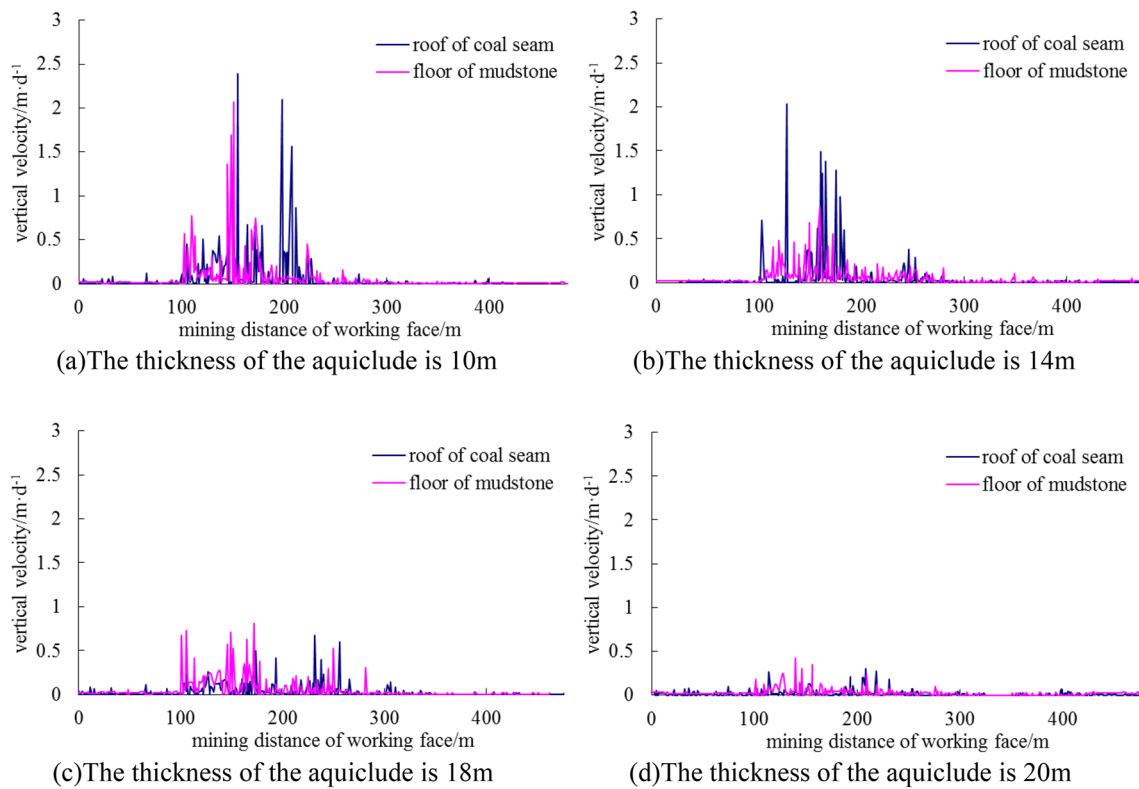 3
2.5
2
1.5
1
0.5
0
vertical velocity/m·d⁻¹
roof of coal seam
floor of mudstone
0 100 200 300 400
mining distance of working face/m
(a)The thickness of the aquiclude is 10m
3
2.5
2
1.5
1
0.5
0
vertical velocity/m·d⁻¹
roof of coal seam
floor of mudstone
0 100 200 300 400
mining distance of working face/m
(b)The thickness of the aquiclude is 14m
3
2.5
2
1.5
1
0.5
0
vertical velocity/m·d⁻¹
roof of coal seam
floor of mudstone
0 100 200 300 400
mining distance of working face/m
(c)The thickness of the aquiclude is 18m
3
2.5
2
1.5
1
0.5
0
vertical velocity/m·d⁻¹
roof of coal seam
floor of mudstone
0 100 200 300 400
mining distance of working face/m
(d)The thickness of the aquiclude is 20m